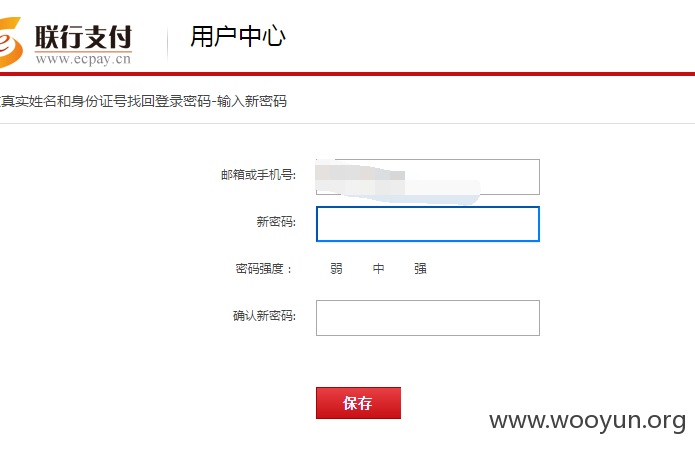 联行支付
www.ecpay.cn
用户中心
真实姓名和身份证号找回登录密码-输入新密码
邮箱或手机号:
新密码:
密码强度： 弱 中 强
确认新密码:
保存
www.wooyun.org